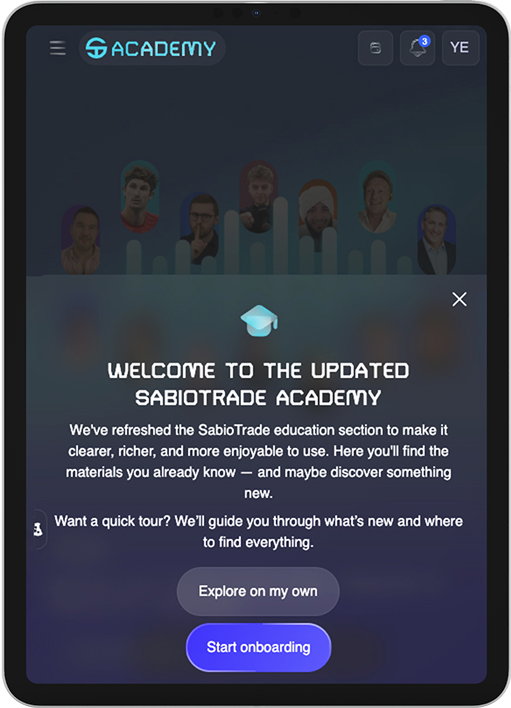 ACADEMY
3
YE
WELCOME TO THE UPDATED
SABIOTRADE ACADEMY
We've refreshed the SabioTrade education section to make it
clearer, richer, and more enjoyable to use. Here you'll find the
materials you already know — and maybe discover something
new.
Want a quick tour? We’ll guide you through what’s new and where
to find everything.
Explore on my own
Start onboarding